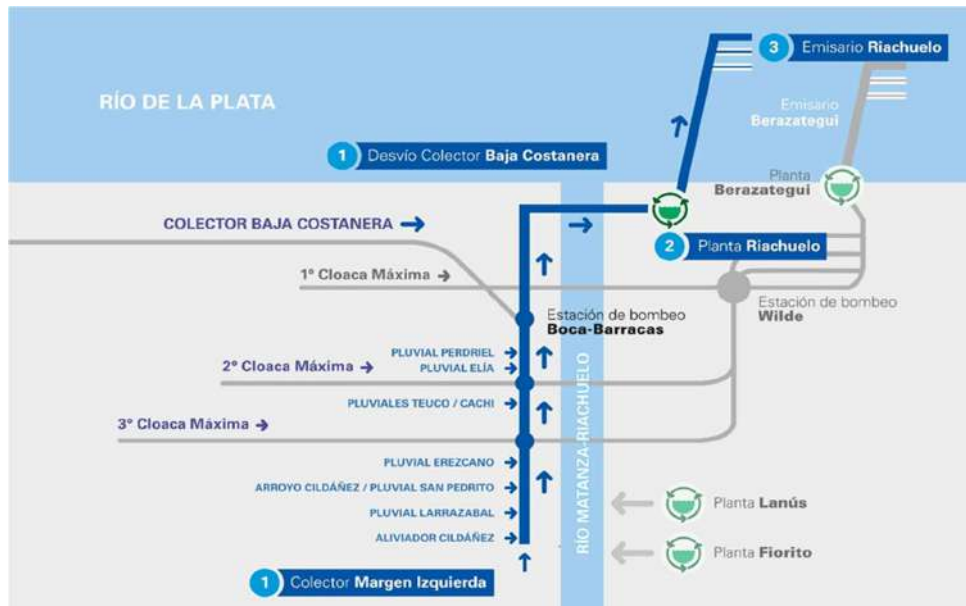 3 Emisario Riachuelo
RÍO DE LA PLATA
Emisario
Berazategui
1 Desvío Colector Baja Costanera
Planta
Berazategui
COLECTOR BAJA COSTANERA
2 Planta Riachuelo
1º Cloaca Máxima
Estación de bombeo
Wilde
Estación de bombeo
Boca-Barracas
PLUVIAL PERDRIEL
2º Cloaca Máxima
PLUVIAL ELÍA
PLUVIALES TEUCO / CACHI
3º Cloaca Máxima
RÍO MATANZA-RIACHUELO
PLUVIAL EREZCANO
ARROYO CILDÁÑEZ / PLUVIAL SAN PEDRITO
PLUVIAL LARRAZABAL
ALIVIADOR CILDÁÑEZ
Planta Lanús
Planta Fiorito
1 Colector Margen Izquierda